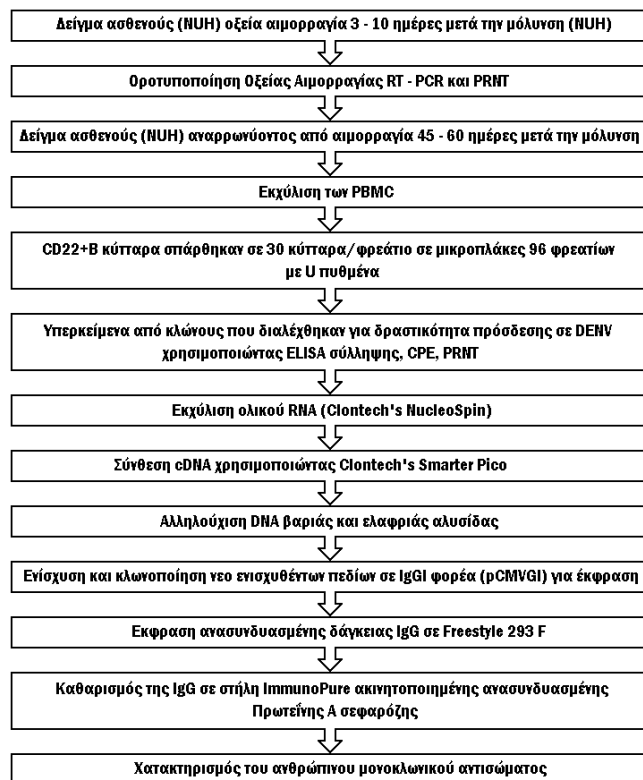 Δείγμα ασθενούς (NUH) οξεία αιμορραγία 3 - 10 ημέρες μετά την μόλυνση (NUH)
Οροτυποποίηση Οξείας Αιμορραγίας RT - PCR και PRNT
Δείγμα ασθενούς (NUH) αναρρωνύοντος από αιμορραγία 45 - 60 ημέρες μετά την μόλυνση
Εκχύλιση των PBMC
CD22+B κύτταρα σπάρθηκαν σε 30 κύτταρα/φρεάτιο σε μικροπλάκες 96 φρεατίων
με U πυθμένα
Υπερκείμενα από κλώνους που διαλέχθηκαν για δραστικότητα πρόσδεσης σε DENV
χρησιμοποιώντας ELISA σύλληψης, CPE, PRNT
Εκχύλιση ολικού RNA (Clontech's NucleoSpin)
Σύνθεση cDNA χρησιμοποιώντας Clontech's Smarter Pico
Αλληλούχιση DNA βαριάς και ελαφριάς αλυσίδας
Ενίσχυση και κλωνοποίηση νεο ενισχυθέντων πεδίων σε IgGI φορέα (pCMVGI) για έκφραση
Εκφραση ανασυνδυασμένης δάγκειας IgG σε Freestyle 293 F
Καθαρισμός της IgG σε στήλη ImmunoPure ακινητοποιημένης ανασυνδυασμένης
Πρωτεΐνης Α σεφαρόζης
Χατακτηρισμός του ανθρώπινου μονοκλωνικού αντισώματος